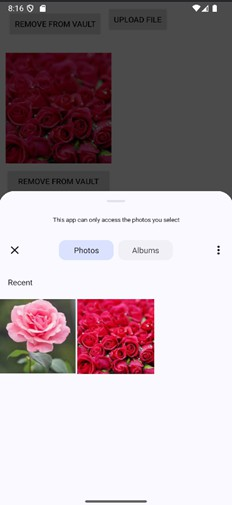 8:16
REMOVE FROM VAULT
UPLOAD FILE
REMOVE FROM VAULT
This app can only access the photos you select
Photos
Albums
Recent